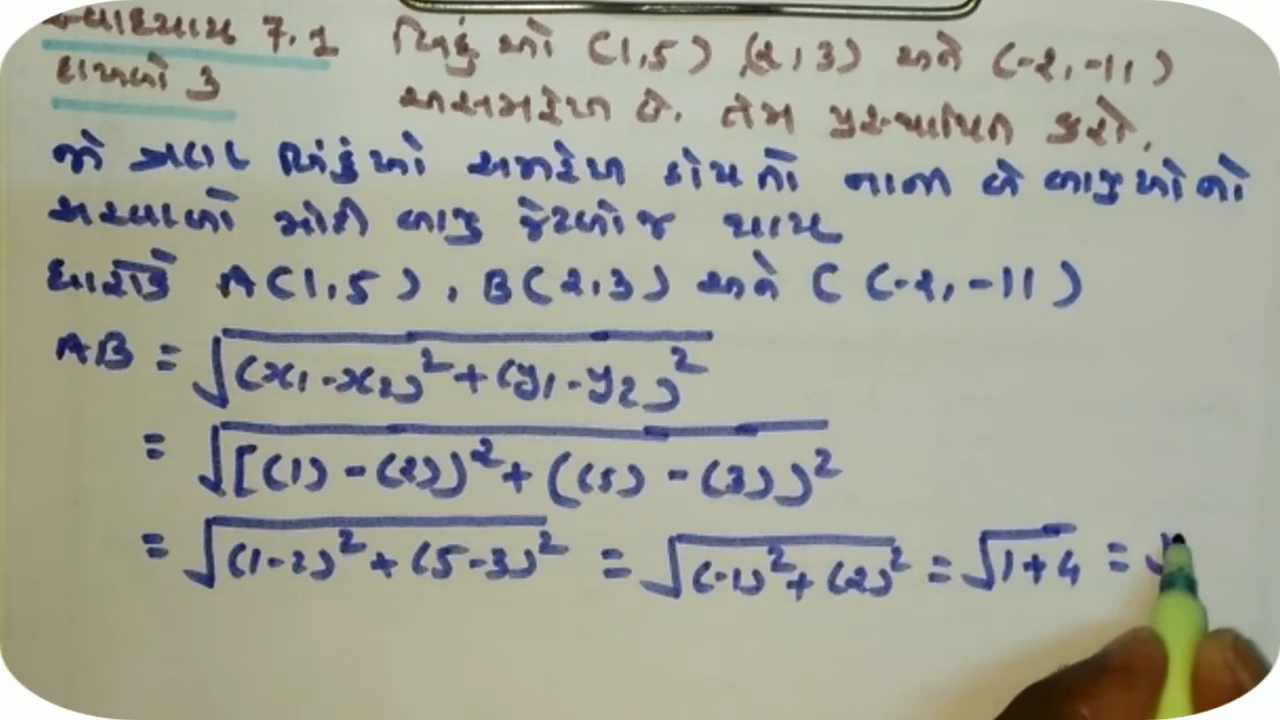 સ્વાધ્યાય 7.1 બિંદુઓ (1,5) (2,3) અને (-2,-11)
દાખલો 3 અસમરેખ છે. તેમ પ્રસ્થાપિત કરો.
જો ત્રણ બિંદુઓ સમરેખ હોય તો નાના બે બાજુઓનો
સરવાળો મોટી બાજુ જેટલો જ થાય
ધારોકે A(1,5), B(2,3) અને C (-2,-11)
AB = √(x₁-x₂)² + (y₁-y₂)²
= √[(1) - (2))² + ((5) - (3))²
= √(1-2)² + (5-3)² = √(-1)² + (2)² = √1+4 = √